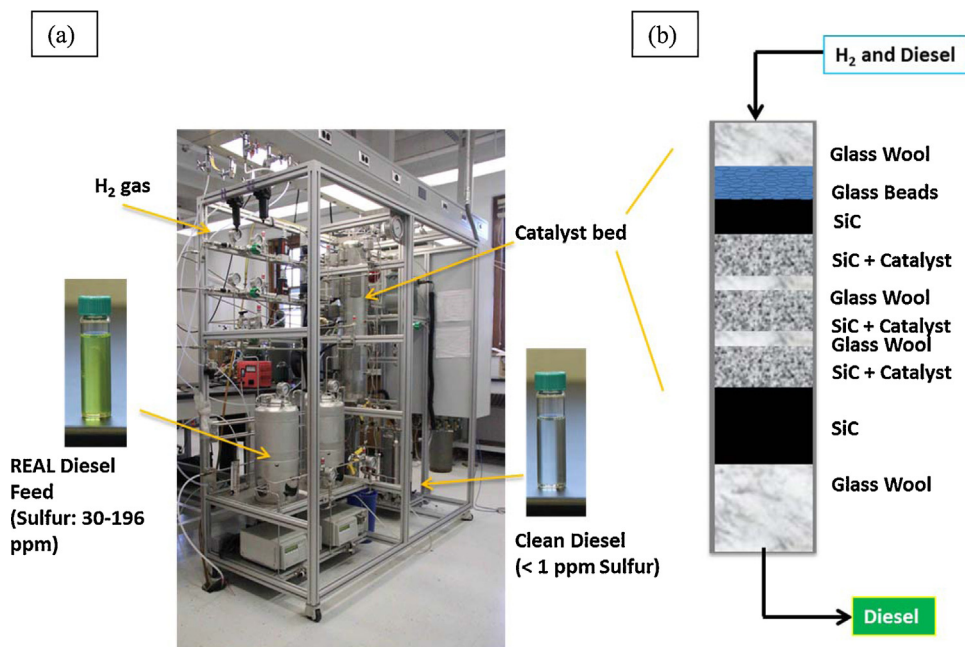 (a)
H₂ gas
REAL Diesel
Feed
(Sulfur: 30-196
ppm)
Catalyst bed
Clean Diesel
(< 1 ppm Sulfur)
(b)
H₂ and Diesel
Glass Wool
Glass Beads
SiC
SiC + Catalyst
Glass Wool
SiC + Catalyst
Glass Wool
SiC + Catalyst
SiC
Glass Wool
Diesel